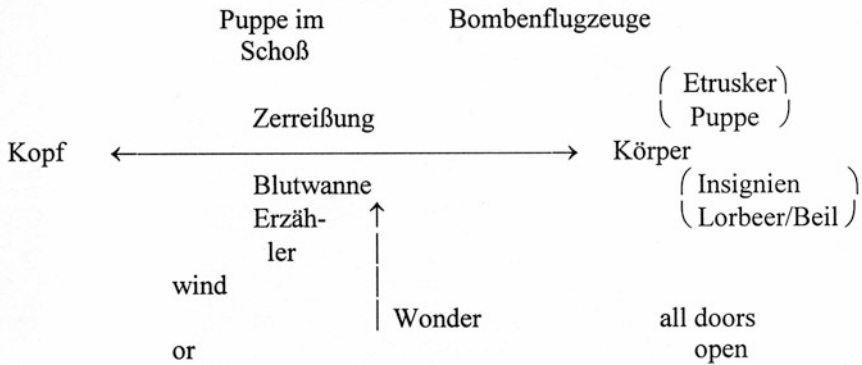 Puppe im Bombenflugzeuge
Schoß
Etrusker
Zerreißung Puppe
Kopf Körper
Blutwanne Insignien
Erzäh- Lorbeer/Beil
ler
wind
Wonder all doors
or open